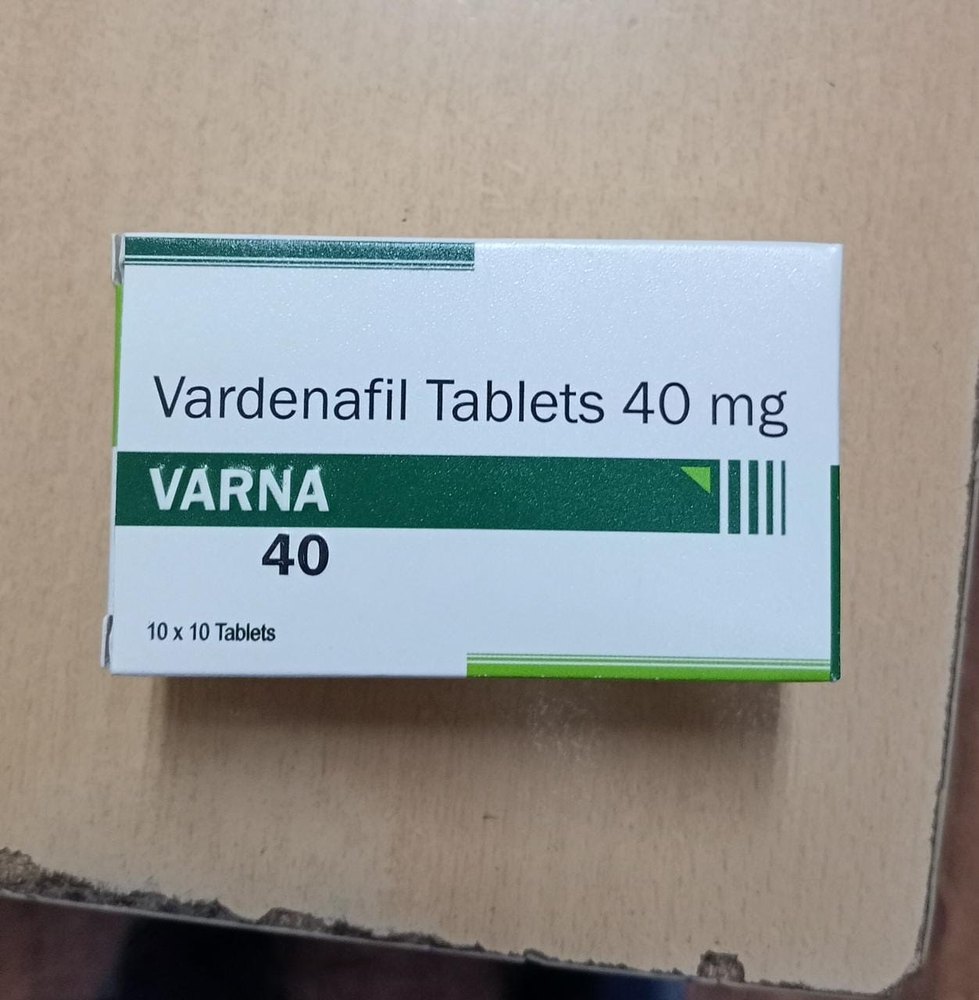 Vardenafil Tablets 40 mg
VARNA
40
10 x 10 Tablets